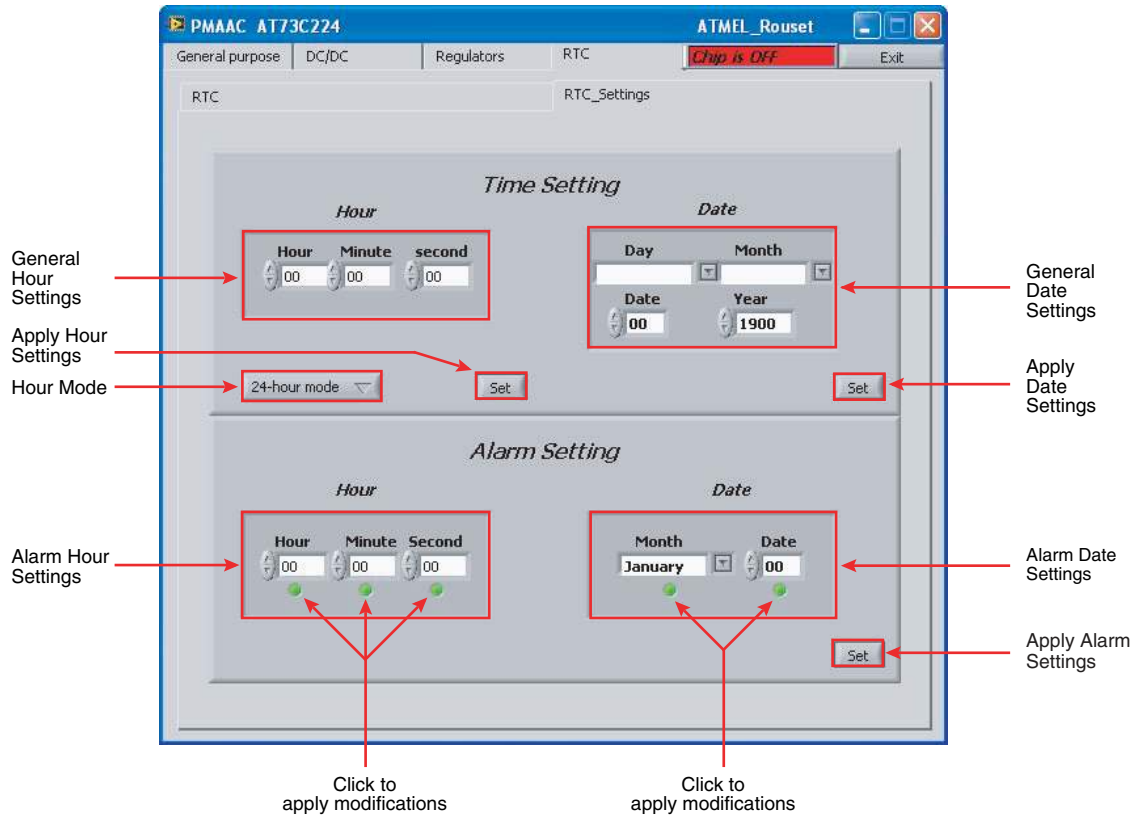 PMAAC AT73C224 ATMEL_Rouset
General purpose DC/DC Regulators RTC Chip is OFF Exit
RTC RTC_Settings
Time Setting
Hour Date
Hour Minute second
00 00 00
Day Month
Date Year
00 1900
General
Hour
Settings
General
Date
Settings
Apply Hour
Settings
Hour Mode
24-hour mode Set Set
Apply
Date
Settings
Alarm Setting
Hour Date
Hour Minute Second
00 00 00
Month Date
January 00
Alarm Hour
Settings
Alarm Date
Settings
Set
Apply Alarm
Settings
Click to
apply modifications
Click to
apply modifications